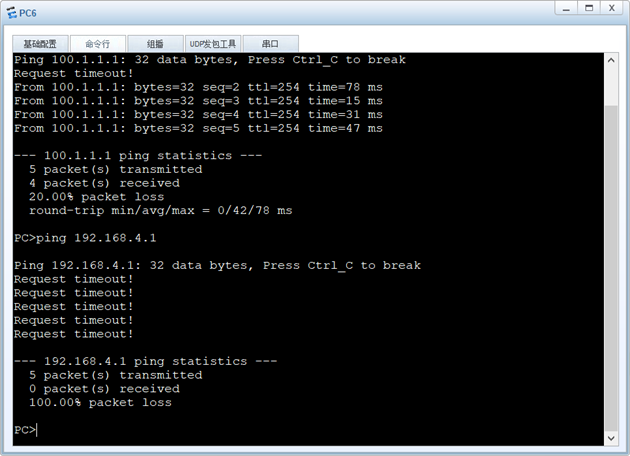 PC6
基础配置 命令行 组播 UDP发包工具 串口
Ping 100.1.1.1: 32 data bytes, Press Ctrl_C to break
Request timeout!
From 100.1.1.1: bytes=32 seq=2 ttl=254 time=78 ms
From 100.1.1.1: bytes=32 seq=3 ttl=254 time=15 ms
From 100.1.1.1: bytes=32 seq=4 ttl=254 time=31 ms
From 100.1.1.1: bytes=32 seq=5 ttl=254 time=47 ms
--- 100.1.1.1 ping statistics ---
5 packet(s) transmitted
4 packet(s) received
20.00% packet loss
round-trip min/avg/max = 0/42/78 ms
PC>ping 192.168.4.1
Ping 192.168.4.1: 32 data bytes, Press Ctrl_C to break
Request timeout!
Request timeout!
Request timeout!
Request timeout!
Request timeout!
--- 192.168.4.1 ping statistics ---
5 packet(s) transmitted
0 packet(s) received
100.00% packet loss
PC>